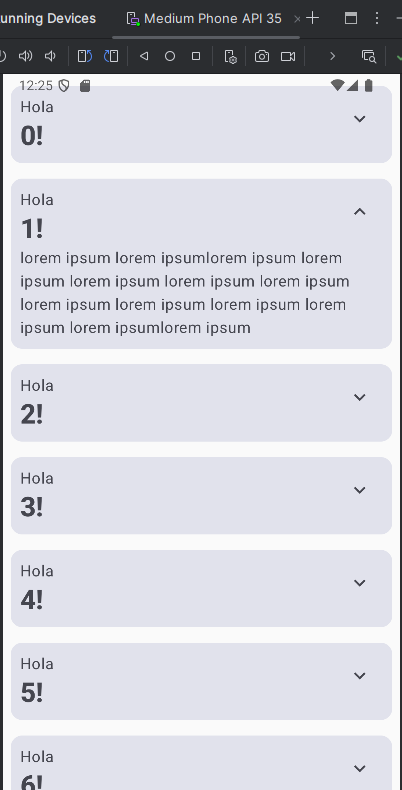 unning Devices
Medium Phone API 35
12:25
Hola
0!
Hola
1!
lorem ipsum lorem ipsumlorem ipsum lorem
ipsum lorem ipsum lorem ipsum lorem ipsum
lorem ipsum lorem ipsum lorem ipsum lorem
ipsum lorem ipsumlorem ipsum
Hola
2!
Hola
3!
Hola
4!
Hola
5!
Hola
6!